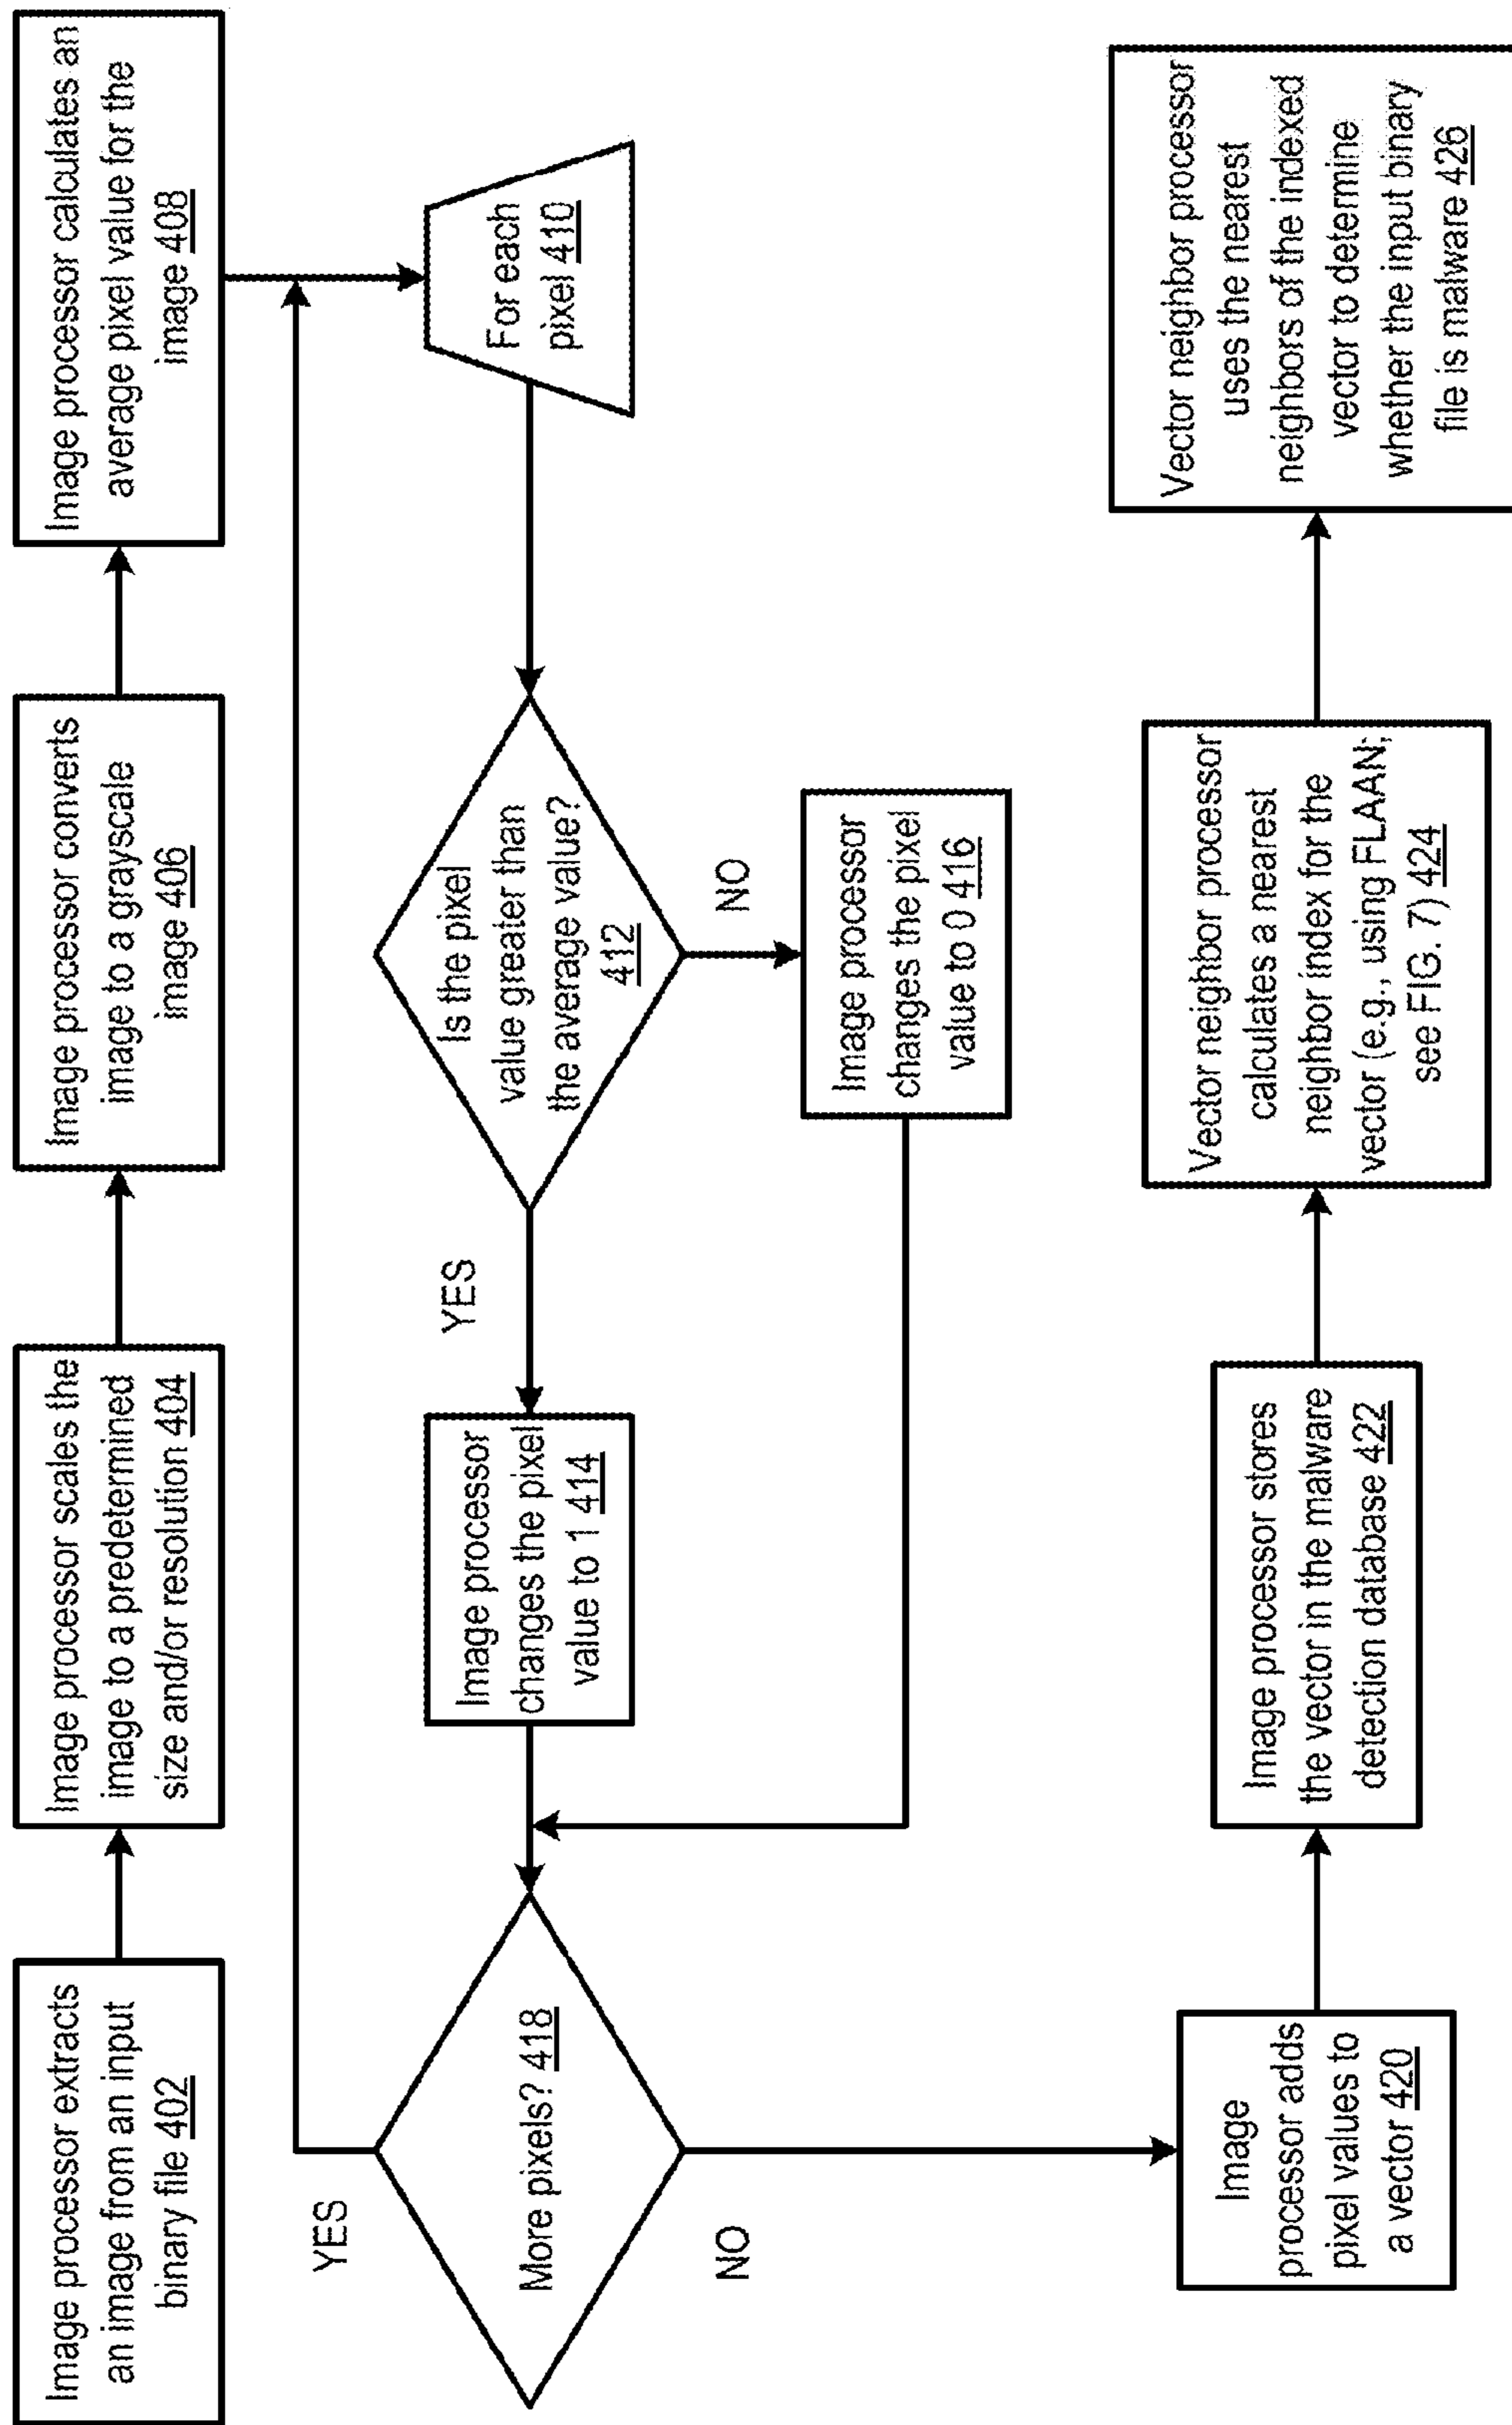 Image processor extracts
an image from an input
binary file 402
Image processor scales the
image to a predetermined
size and/or resolution 404
Image processor converts
image to a grayscale
image 406
Image processor calculates an
average pixel value for the
image 408
For each
pixel 410
Is the pixel
value greater than
the average value?
412
YES
NO
Image processor
changes the pixel
value to 1 414
Image processor
changes the pixel
value to 0 416
More pixels? 418
YES
NO
Image
processor adds
pixel values to
a vector 420
Image processor stores
the vector in the malware
detection database 422
Vector neighbor processor
calculates a nearest
neighbor index for the
vector (e.g., using FLAAN;
see FIG. 7) 424
Vector neighbor processor
uses the nearest
neighbors of the indexed
vector to determine
whether the input binary
file is malware 426